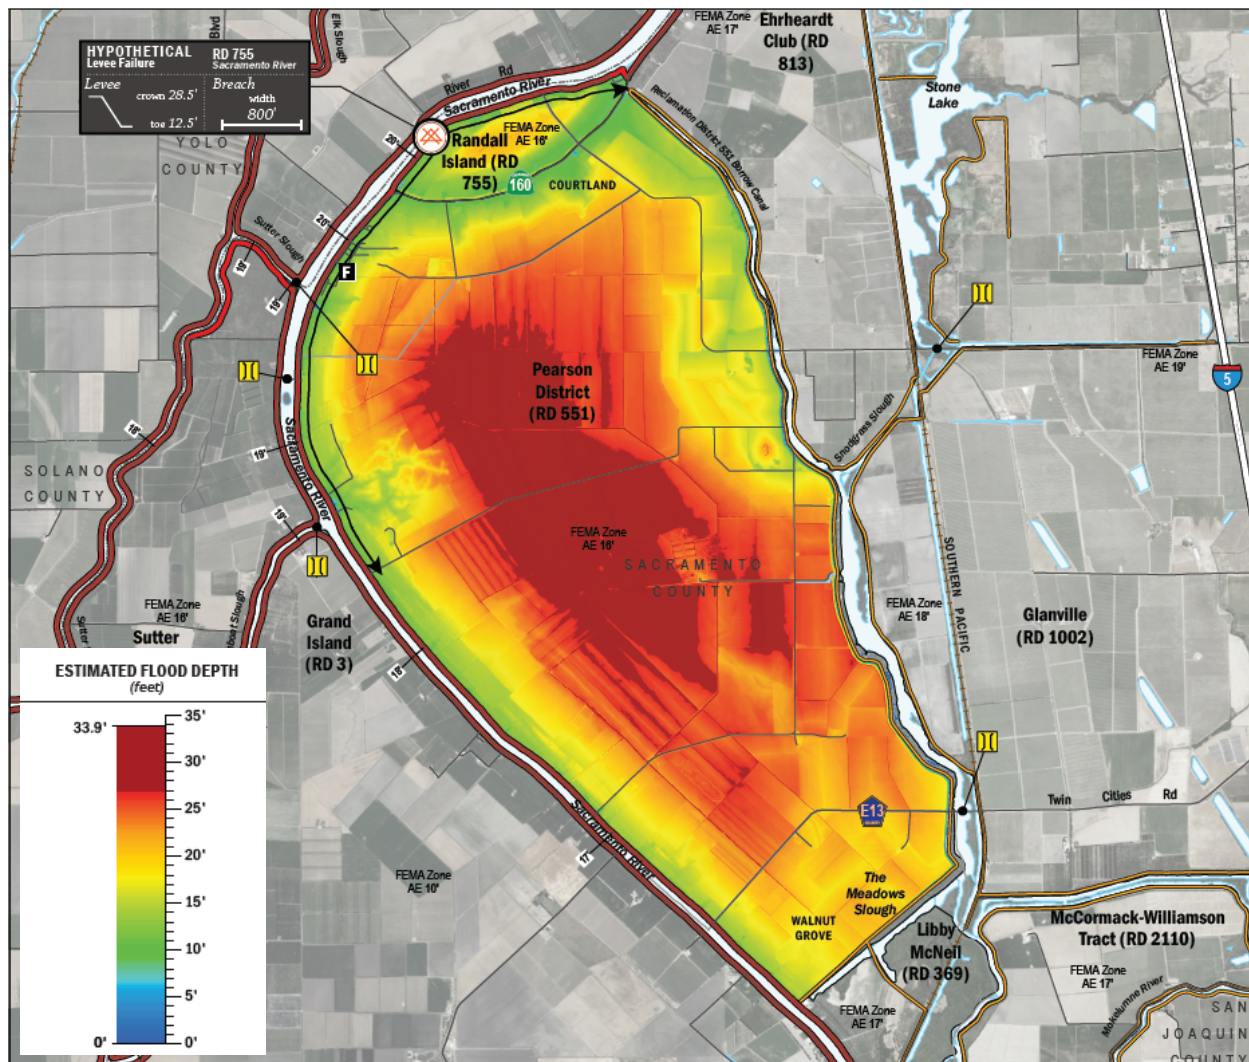 HYPOTHETICAL
Levee Failure
RD 755
Sacramento River
Levee
crown 28.5'
toe 12.5'
Breach
width
800'
Blvd
Elk Slough
YOLO
COUNTY
River Rd
Sacramento River
FEMA Zone
AE 17'
Ehrheardt
Club (RD
813)
Stone
Lake
Reclamation District 551 Borrow Canal
FEMA Zone
AE 16'
Randall
Island (RD
755)
160
COURTLAND
20'
20'
Sutter Slough
19'
19'
F
FEMA Zone
AE 19'
5
Pearson
District
(RD 551)
Snodgrass Slough
18'
19'
Sacramento River
SOLANO
COUNTY
19'
FEMA Zone
AE 16'
SACRAMENTO
COUNTY
SOUTHERN PACIFIC
FEMA Zone
AE 18'
Glanville
(RD 1002)
FEMA Zone
AE 16'
Sutter
Grand
Island
(RD 3)
18'
ESTIMATED FLOOD DEPTH
(feet)
33.9'
0'
35'
30'
25'
20'
15'
10'
5'
0'
E13
Twin Cities Rd
Sacramento River
17'
FEMA Zone
AE 10'
The
Meadows
Slough
WALNUT
GROVE
Libby
McNeil
(RD 369)
McCormack-Williamson
Tract (RD 2110)
FEMA Zone
AE 17'
FEMA Zone
AE 17'
Mokelumne River
SAN
JOAQUIN
COUNTY